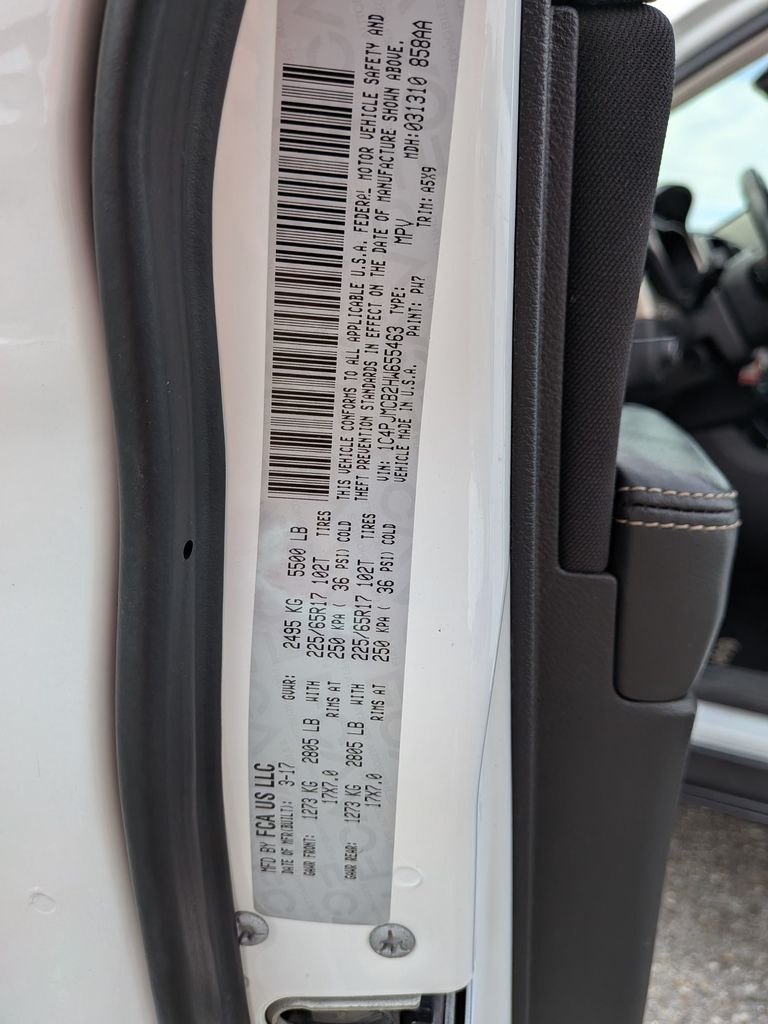 MFD BY FCA US LLC
DATE OF MFR(BUILT): 3-17 GVWR: 2495 KG 5500 LB
GAWR FRONT: 1273 KG 2805 LB WITH 225/65R17 102T TIRES
17X7.0 RIMS AT 250 KPA ( 36 PSI) COLD
GAWR REAR: 1273 KG 2805 LB WITH 225/65R17 102T TIRES
17X7.0 RIMS AT 250 KPA ( 36 PSI) COLD
THIS VEHICLE CONFORMS TO ALL APPLICABLE U.S.A. FEDERAL MOTOR VEHICLE SAFETY AND
THEFT PREVENTION STANDARDS IN EFFECT ON THE DATE OF MANUFACTURE SHOWN ABOVE.
VIN: 1C4PJMCB2HW655463 TYPE: MPV MDH:031310 858AA
VEHICLE MADE IN U.S.A. PAINT: PW7 TRIM: A5X9